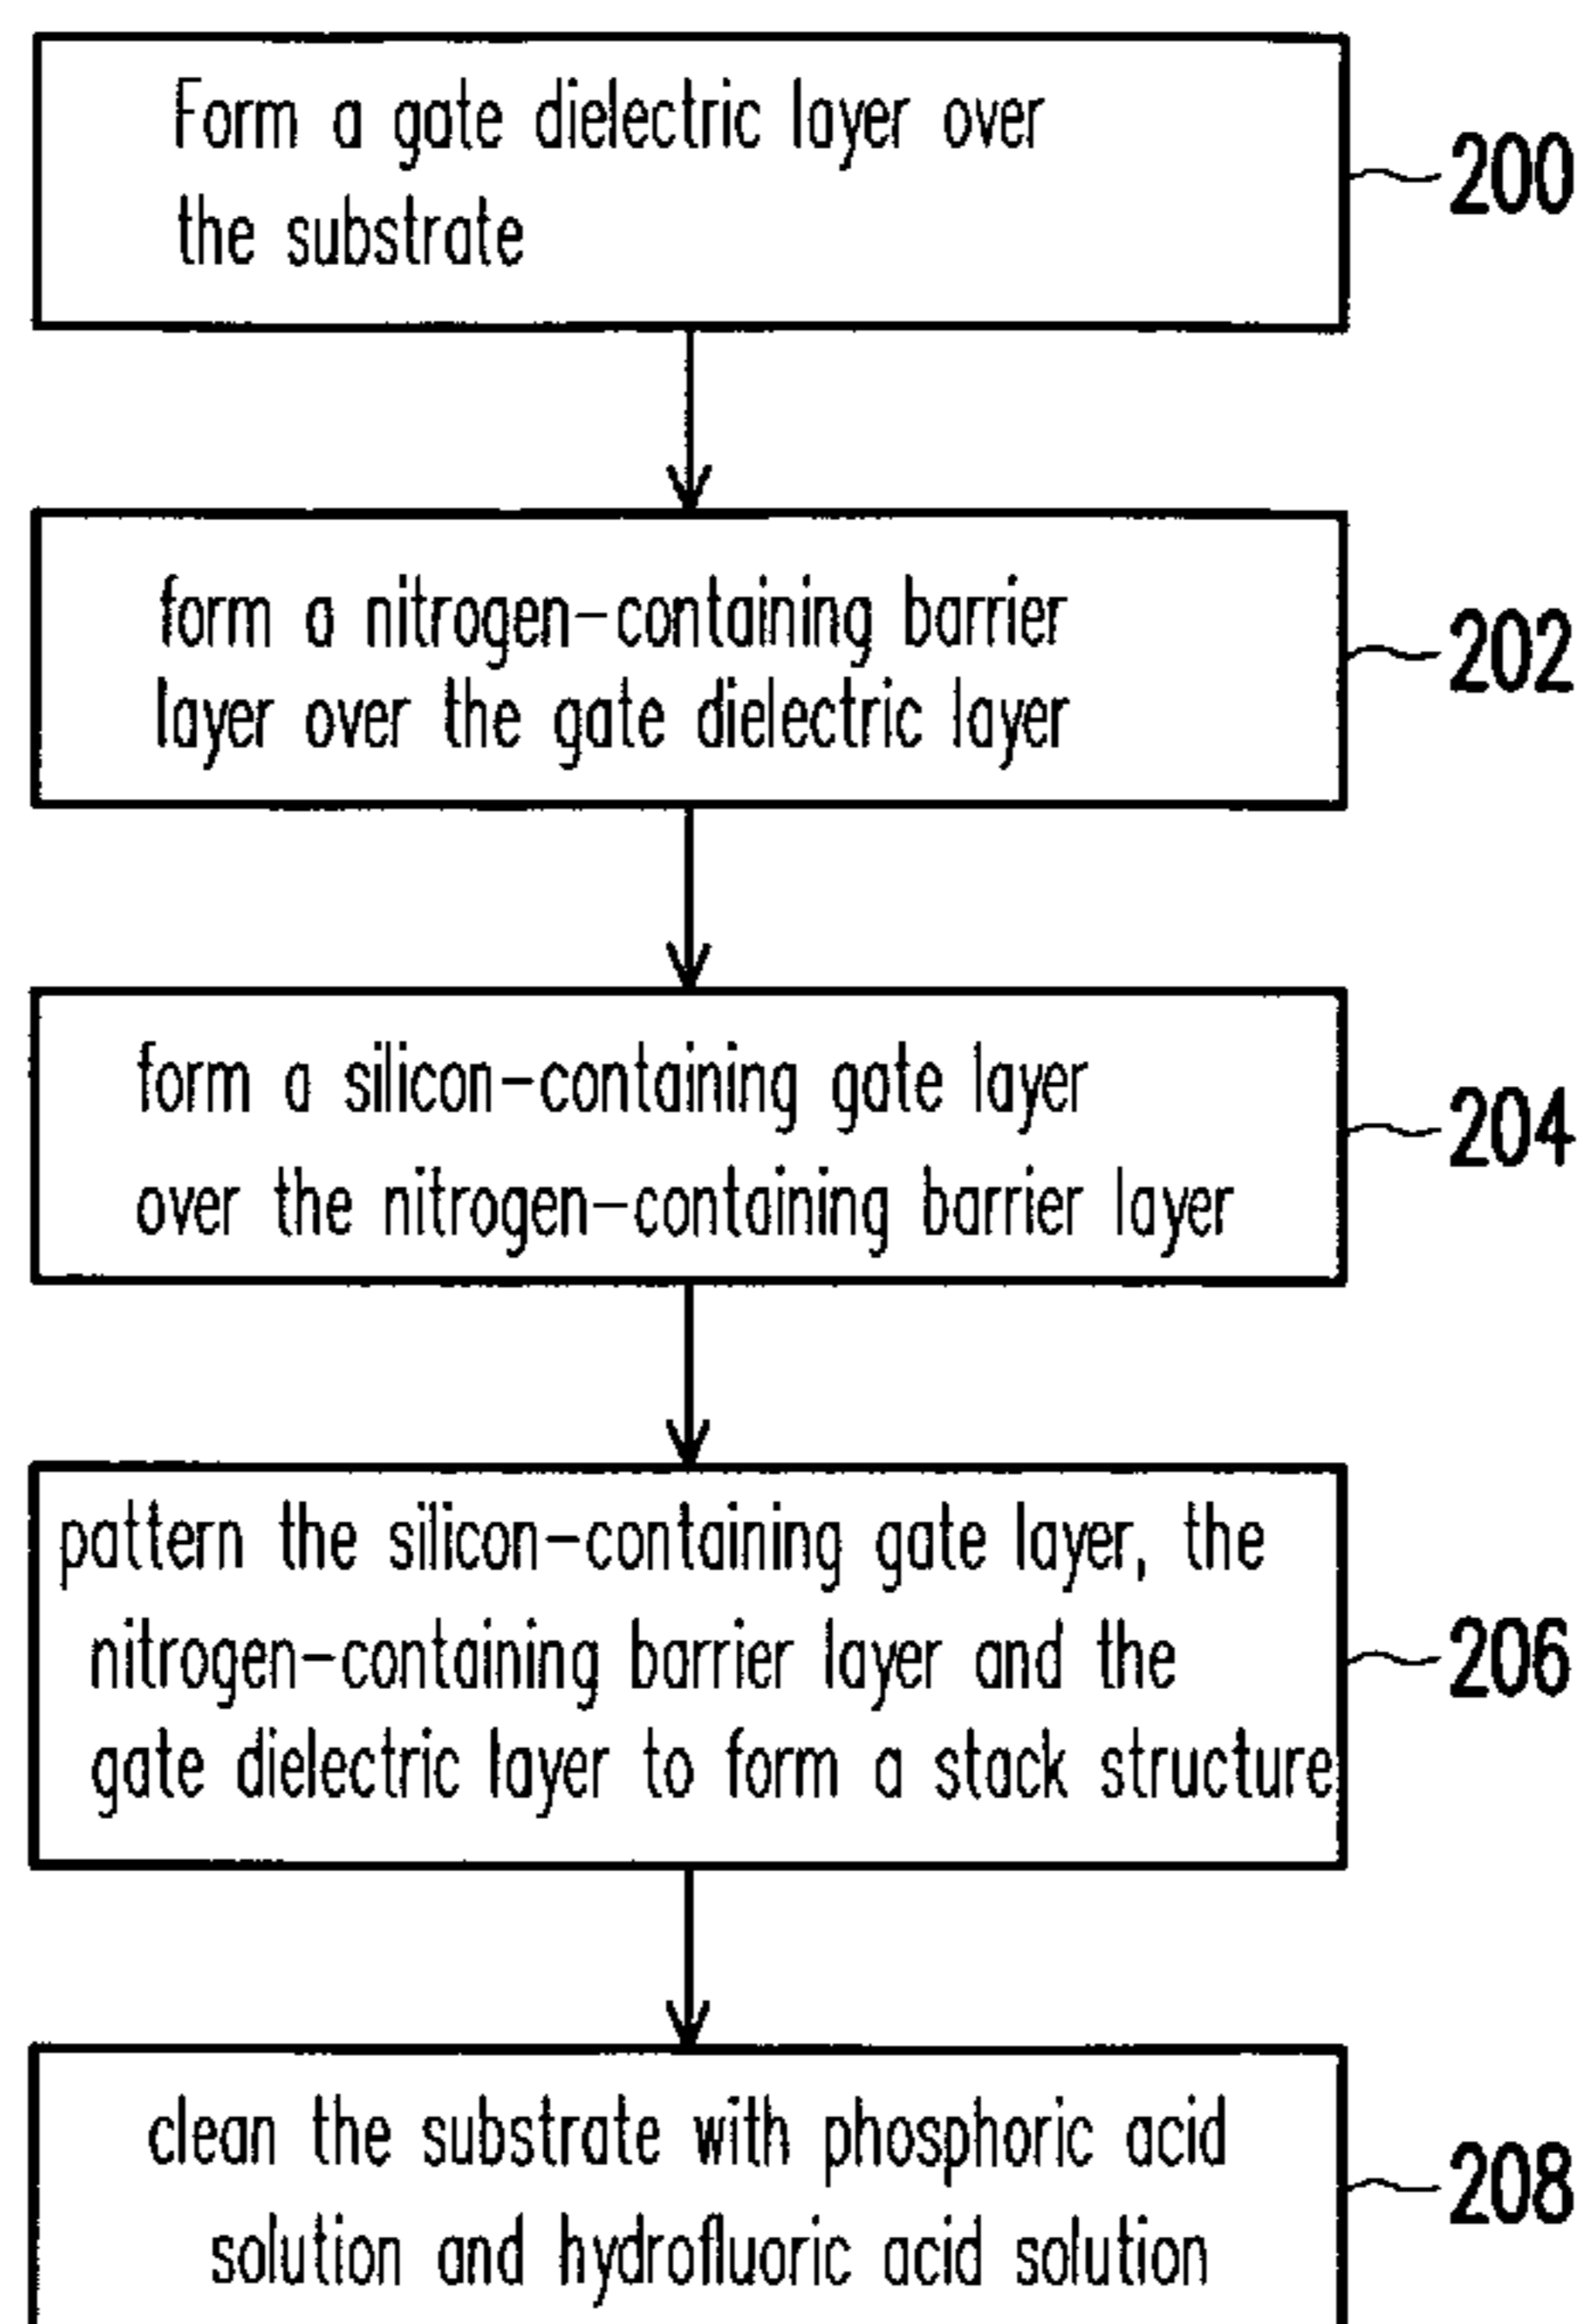 Form a gate dielectric layer over
the substrate
200
form a nitrogen-containing barrier
layer over the gate dielectric layer
202
form a silicon-containing gate layer
over the nitrogen-containing barrier layer
204
pattern the silicon-containing gate layer, the
nitrogen-containing barrier layer and the
gate dielectric layer to form a stack structure
206
clean the substrate with phosphoric acid
solution and hydrofluoric acid solution
208